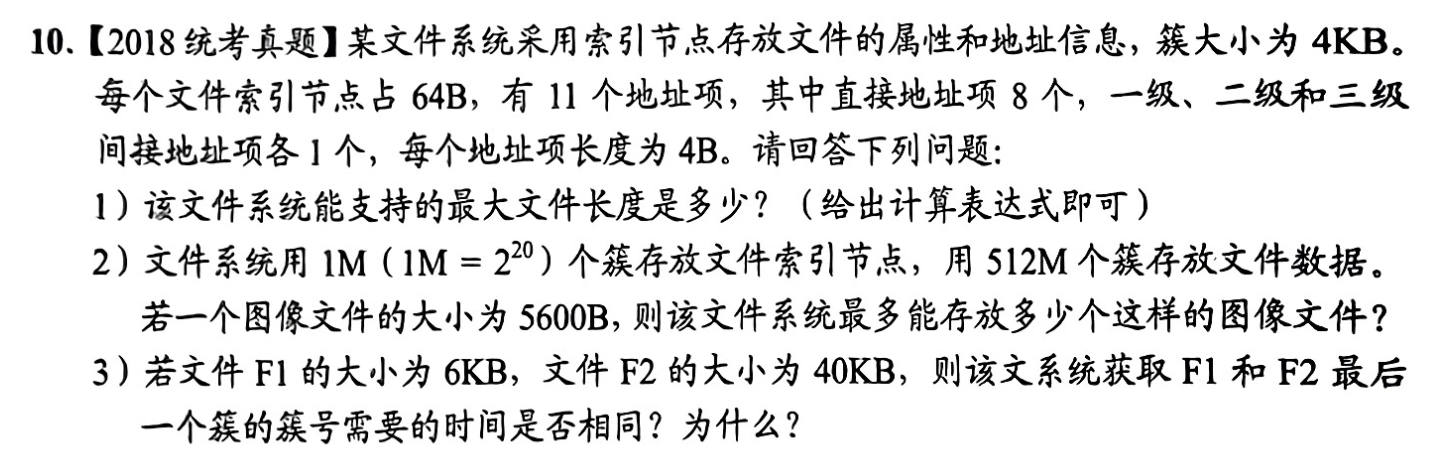 10.【2018统考真题】某文件系统采用索引节点存放文件的属性和地址信息，簇大小为 4KB。
每个文件索引节点占 64B，有 11 个地址项，其中直接地址项 8 个，一级、二级和三级
间接地址项各 1 个，每个地址项长度为 4B。请回答下列问题：
1）该文件系统能支持的最大文件长度是多少？（给出计算表达式即可）
2）文件系统用 1M（1M = 2²⁰）个簇存放文件索引节点，用 512M 个簇存放文件数据。
若一个图像文件的大小为 5600B，则该文件系统最多能存放多少个这样的图像文件？
3）若文件 F1 的大小为 6KB，文件 F2 的大小为 40KB，则该文系统获取 F1 和 F2 最后
一个簇的簇号需要的时间是否相同？为什么？